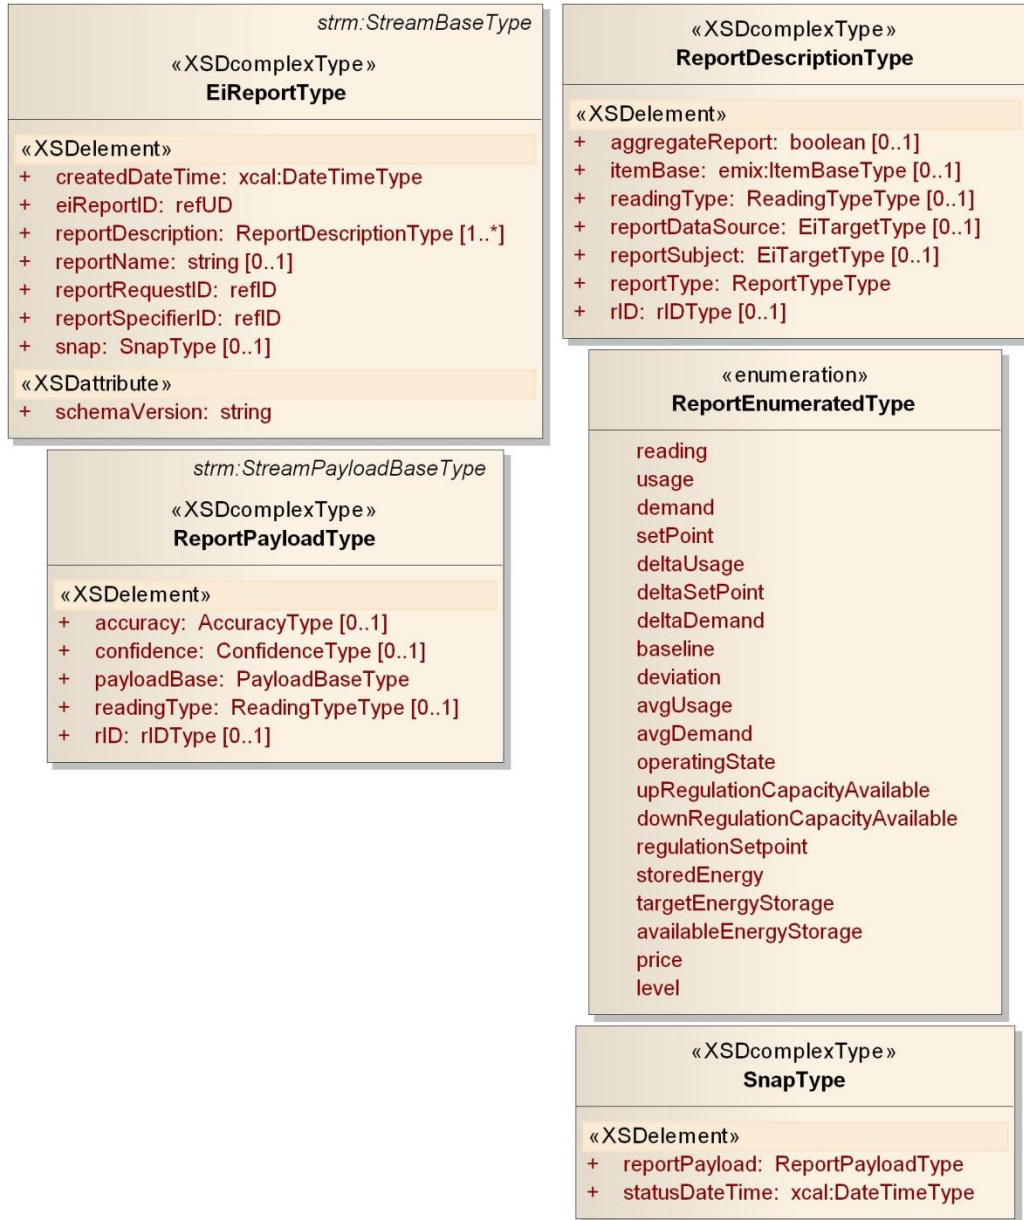 strm:StreamBaseType
«XSDcomplexType»
EiReportType
«XSDelement»
+ createdDateTime: xcal:DateTimeType
+ eiReportID: refUD
+ reportDescription: ReportDescriptionType [1..*]
+ reportName: string [0..1]
+ reportRequestID: refID
+ reportSpecifierID: refID
+ snap: SnapType [0..1]
«XSDattribute»
+ schemaVersion: string
strm:StreamPayloadBaseType
«XSDcomplexType»
ReportPayloadType
«XSDelement»
+ accuracy: AccuracyType [0..1]
+ confidence: ConfidenceType [0..1]
+ payloadBase: PayloadBaseType
+ readingType: ReadingTypeType [0..1]
+ rID: rIDType [0..1]
«XSDcomplexType»
ReportDescriptionType
«XSDelement»
+ aggregateReport: boolean [0..1]
+ itemBase: emix:ItemBaseType [0..1]
+ readingType: ReadingTypeType [0..1]
+ reportDataSource: EiTargetType [0..1]
+ reportSubject: EiTargetType [0..1]
+ reportType: ReportTypeType
+ rID: rIDType [0..1]
«enumeration»
ReportEnumeratedType
reading
usage
demand
setPoint
deltaUsage
deltaSetPoint
deltaDemand
baseline
deviation
avgUsage
avgDemand
operatingState
upRegulationCapacityAvailable
downRegulationCapacityAvailable
regulationSetpoint
storedEnergy
targetEnergyStorage
availableEnergyStorage
price
level
«XSDcomplexType»
SnapType
«XSDelement»
+ reportPayload: ReportPayloadType
+ statusDateTime: xcal:DateTimeType